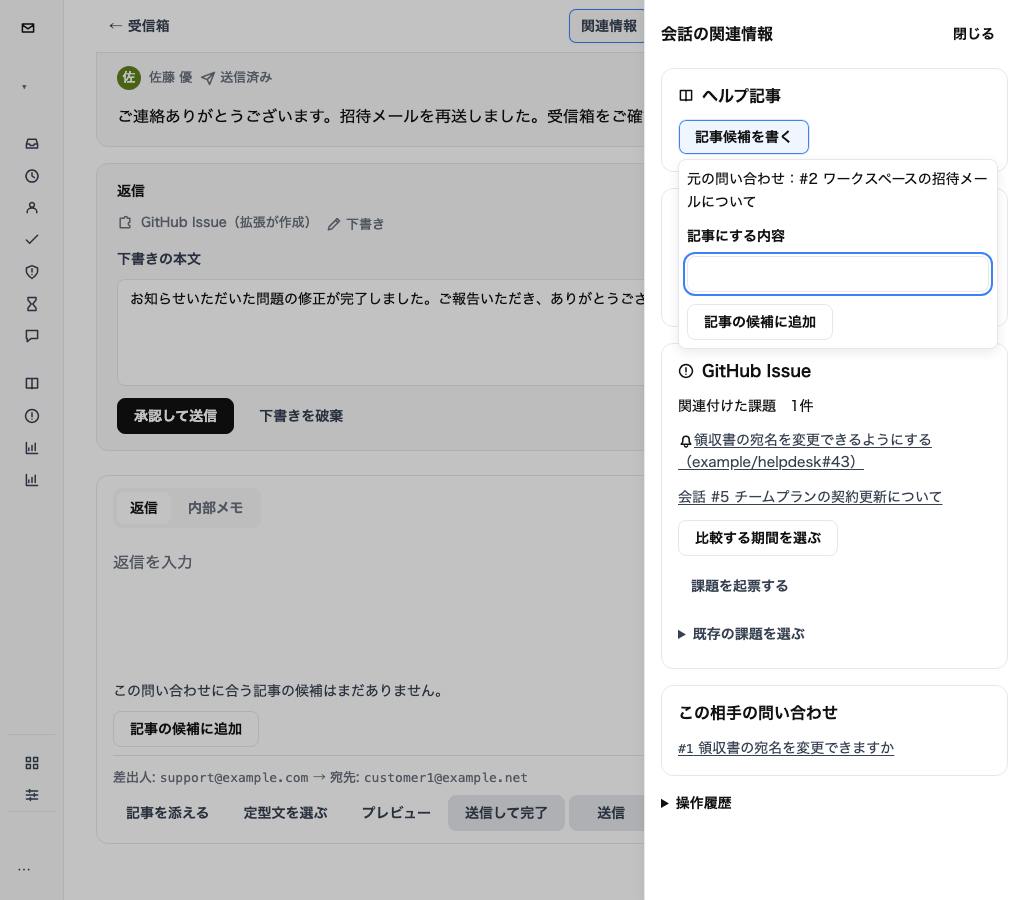 ← 受信箱
関連情報
佐 佐藤 優 送信済み
ご連絡ありがとうございます。招待メールを再送しました。受信箱をご確
返信
GitHub Issue（拡張が作成） 下書き
下書きの本文
お知らせいただいた問題の修正が完了しました。ご報告いただき、ありがとうござ
承認して送信 下書きを破棄
返信 内部メモ
返信を入力
この問い合わせに合う記事の候補はまだありません。
記事の候補に追加
差出人: support@example.com → 宛先: customer1@example.net
記事を添える 定型文を選ぶ プレビュー 送信して完了 送信
会話の関連情報 閉じる
ヘルプ記事
記事候補を書く
元の問い合わせ：#2 ワークスペースの招待メー
ルについて
記事にする内容
記事の候補に追加
GitHub Issue
関連付けた課題 1件
領収書の宛名を変更できるようにする
（example/helpdesk#43）
会話 #5 チームプランの契約更新について
比較する期間を選ぶ
課題を起票する
▶ 既存の課題を選ぶ
この相手の問い合わせ
#1 領収書の宛名を変更できますか
▶ 操作履歴